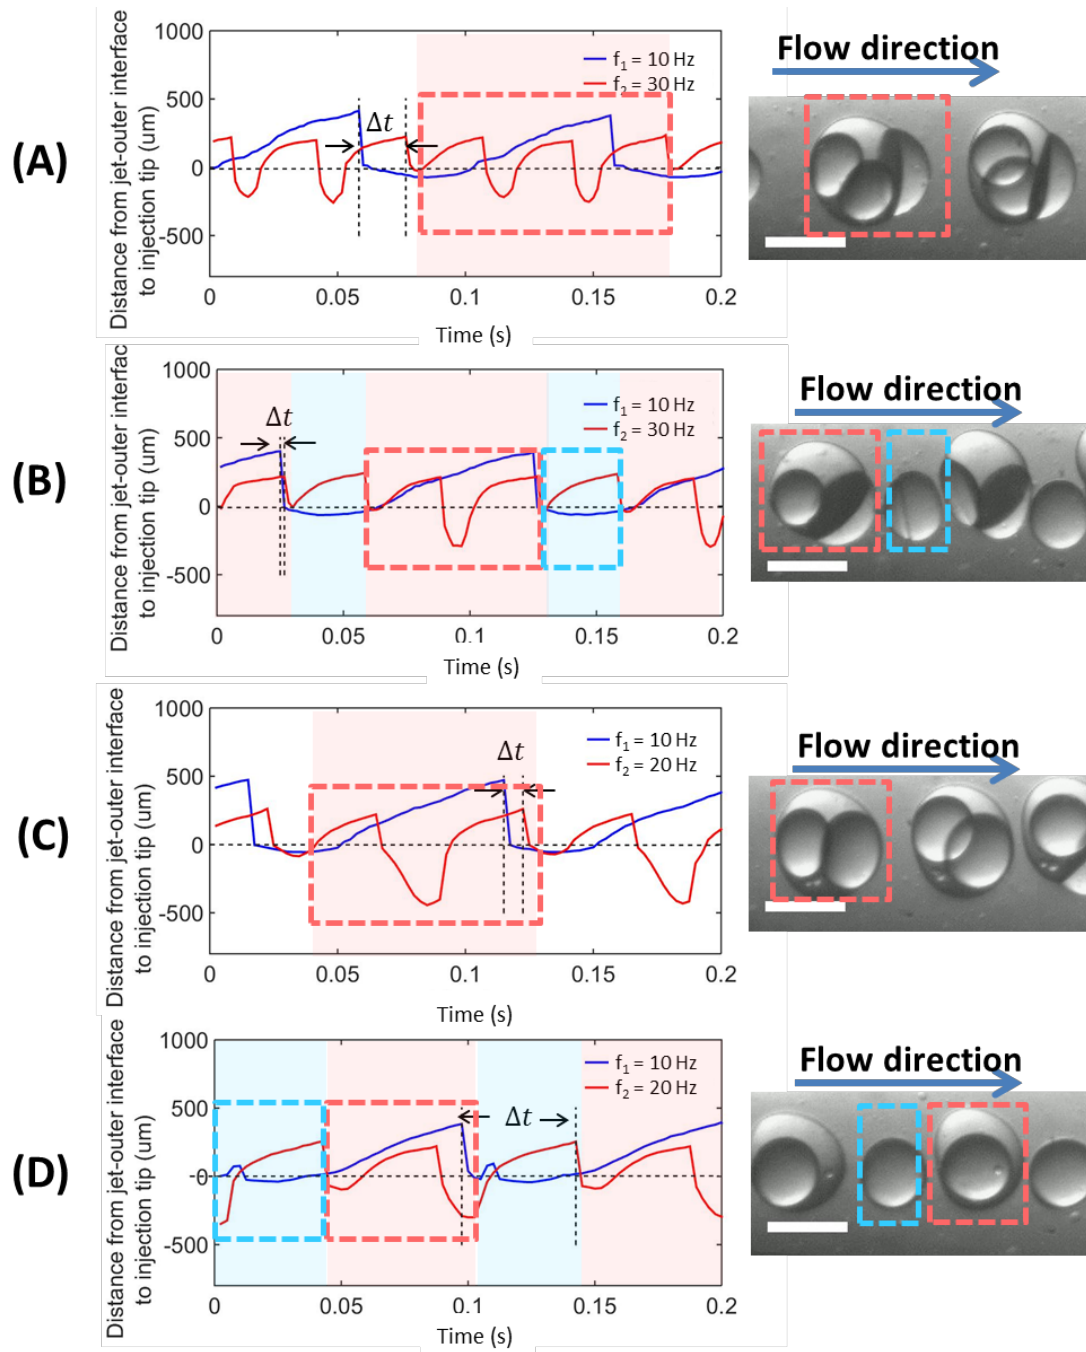 (A)
Distance from jet-outer interface
to injection tip (um)
1000
500
0
-500
f₁ = 10 Hz
f₂ = 30 Hz
Δt
0 0.05 0.1 0.15 0.2
Time (s)
Flow direction
(B)
Distance from jet-outer interfac
to injection tip (um)
1000
500
0
-500
f₁ = 10 Hz
f₂ = 30 Hz
Δt
0 0.05 0.1 0.15 0.2
Time (s)
Flow direction
(C)
Distance from jet-outer interface
to injection tip (um)
1000
500
0
-500
f₁ = 10 Hz
f₂ = 20 Hz
Δt
0 0.05 0.1 0.15 0.2
Time (s)
Flow direction
(D)
Distance from jet-outer interface
to injection tip (um)
1000
500
0
-500
f₁ = 10 Hz
f₂ = 20 Hz
Δt
0 0.05 0.1 0.15 0.2
Time (s)
Flow direction